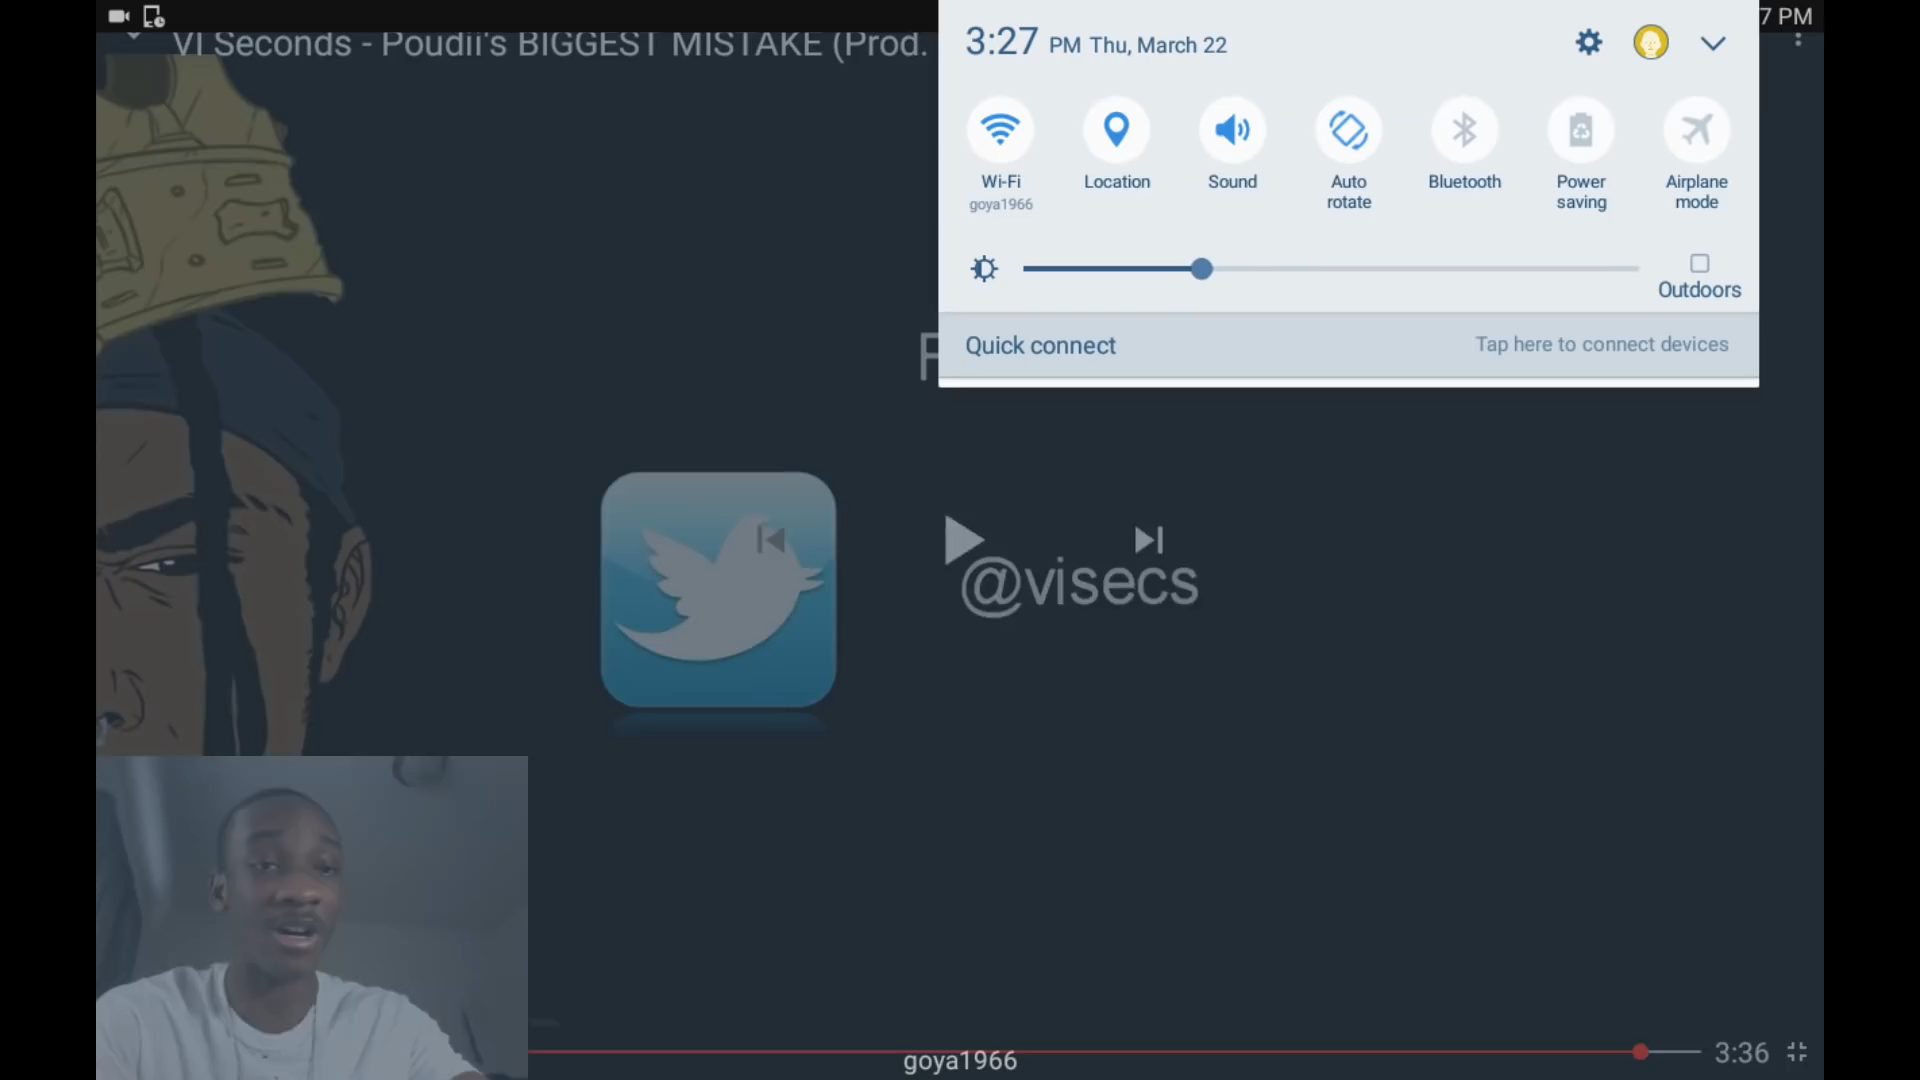 VI Seconds - Poudii's BIGGEST MISTAKE (Prod.
7 PM
3:27 PM Thu, March 22
Wi-Fi
goya1966
Location
Sound
Auto
rotate
Bluetooth
Power
saving
Airplane
mode
Outdoors
Quick connect
Tap here to connect devices
F
@visecs
goya1966
3:36